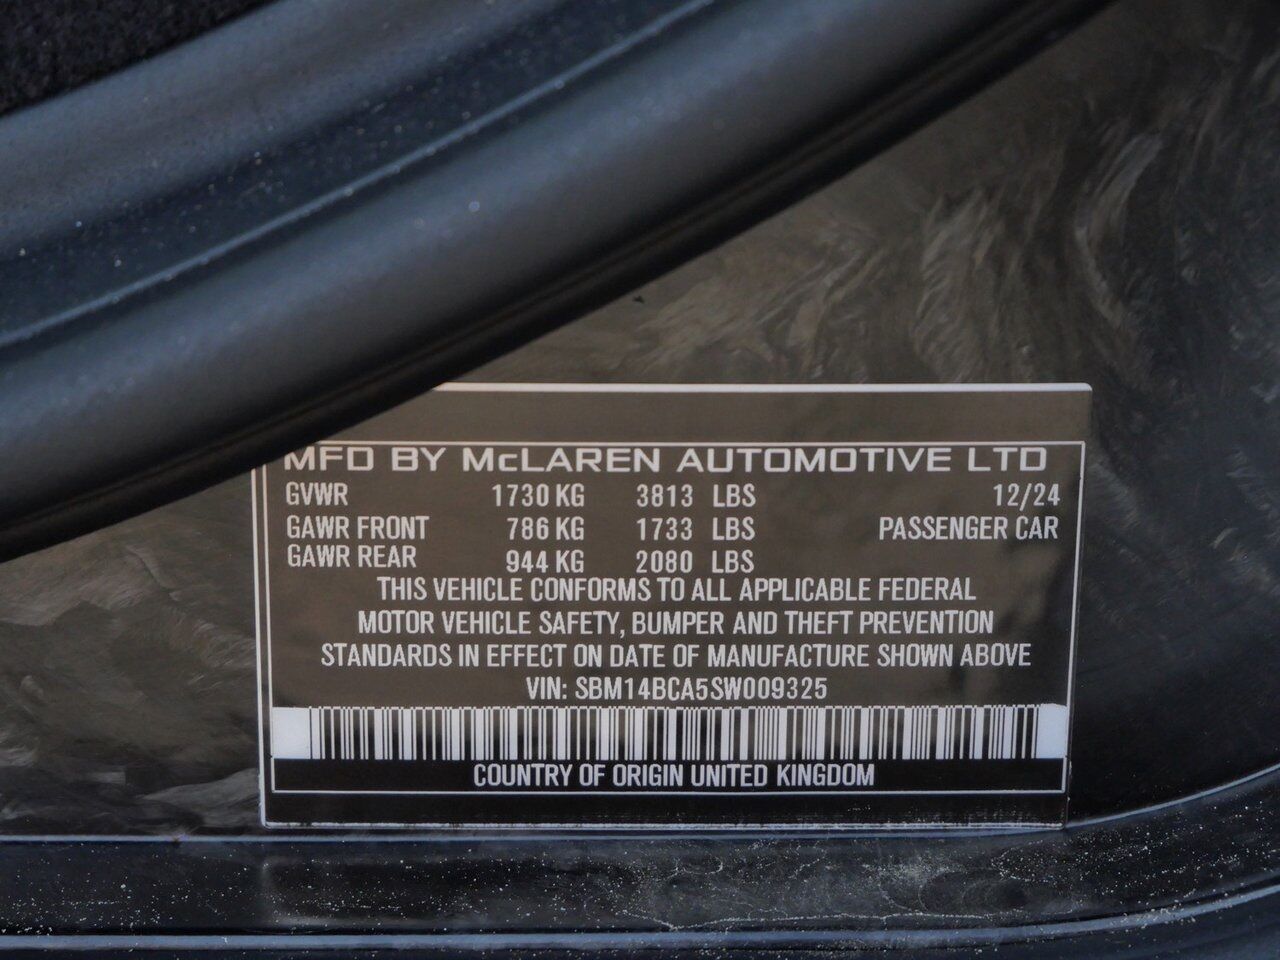 MFD BY McLAREN AUTOMOTIVE LTD
GVWR 1730 KG 3813 LBS 12/24
GAWR FRONT 786 KG 1733 LBS PASSENGER CAR
GAWR REAR 944 KG 2080 LBS
THIS VEHICLE CONFORMS TO ALL APPLICABLE FEDERAL
MOTOR VEHICLE SAFETY, BUMPER AND THEFT PREVENTION
STANDARDS IN EFFECT ON DATE OF MANUFACTURE SHOWN ABOVE
VIN: SBM14BCA5SW009325
COUNTRY OF ORIGIN UNITED KINGDOM